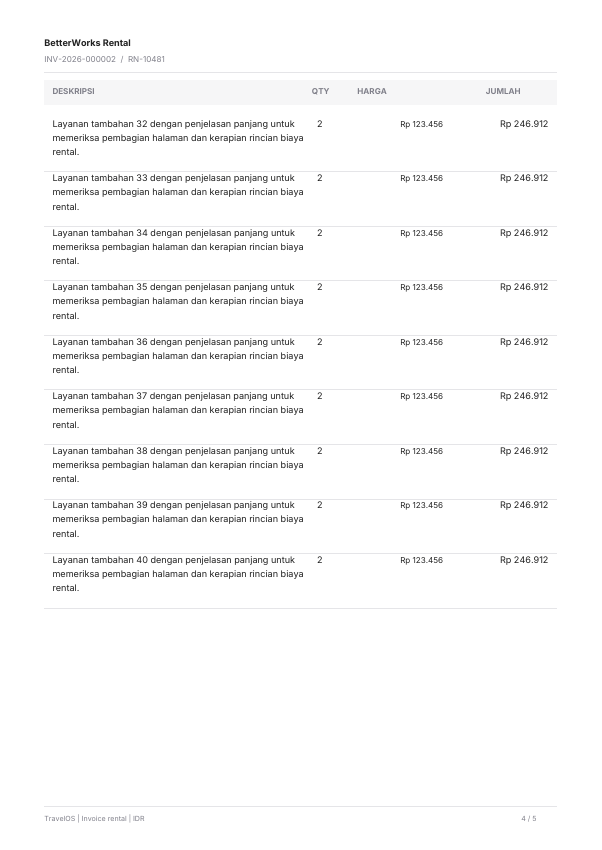 BetterWorks Rental
INV-2026-000002 / RN-10481
DESKRIPSI QTY HARGA JUMLAH
Layanan tambahan 32 dengan penjelasan panjang untuk 2 Rp 123.456 Rp 246.912
memeriksa pembagian halaman dan kerapian rincian biaya
rental.
Layanan tambahan 33 dengan penjelasan panjang untuk 2 Rp 123.456 Rp 246.912
memeriksa pembagian halaman dan kerapian rincian biaya
rental.
Layanan tambahan 34 dengan penjelasan panjang untuk 2 Rp 123.456 Rp 246.912
memeriksa pembagian halaman dan kerapian rincian biaya
rental.
Layanan tambahan 35 dengan penjelasan panjang untuk 2 Rp 123.456 Rp 246.912
memeriksa pembagian halaman dan kerapian rincian biaya
rental.
Layanan tambahan 36 dengan penjelasan panjang untuk 2 Rp 123.456 Rp 246.912
memeriksa pembagian halaman dan kerapian rincian biaya
rental.
Layanan tambahan 37 dengan penjelasan panjang untuk 2 Rp 123.456 Rp 246.912
memeriksa pembagian halaman dan kerapian rincian biaya
rental.
Layanan tambahan 38 dengan penjelasan panjang untuk 2 Rp 123.456 Rp 246.912
memeriksa pembagian halaman dan kerapian rincian biaya
rental.
Layanan tambahan 39 dengan penjelasan panjang untuk 2 Rp 123.456 Rp 246.912
memeriksa pembagian halaman dan kerapian rincian biaya
rental.
Layanan tambahan 40 dengan penjelasan panjang untuk 2 Rp 123.456 Rp 246.912
memeriksa pembagian halaman dan kerapian rincian biaya
rental.
TravelOS | Invoice rental | IDR 4 / 5